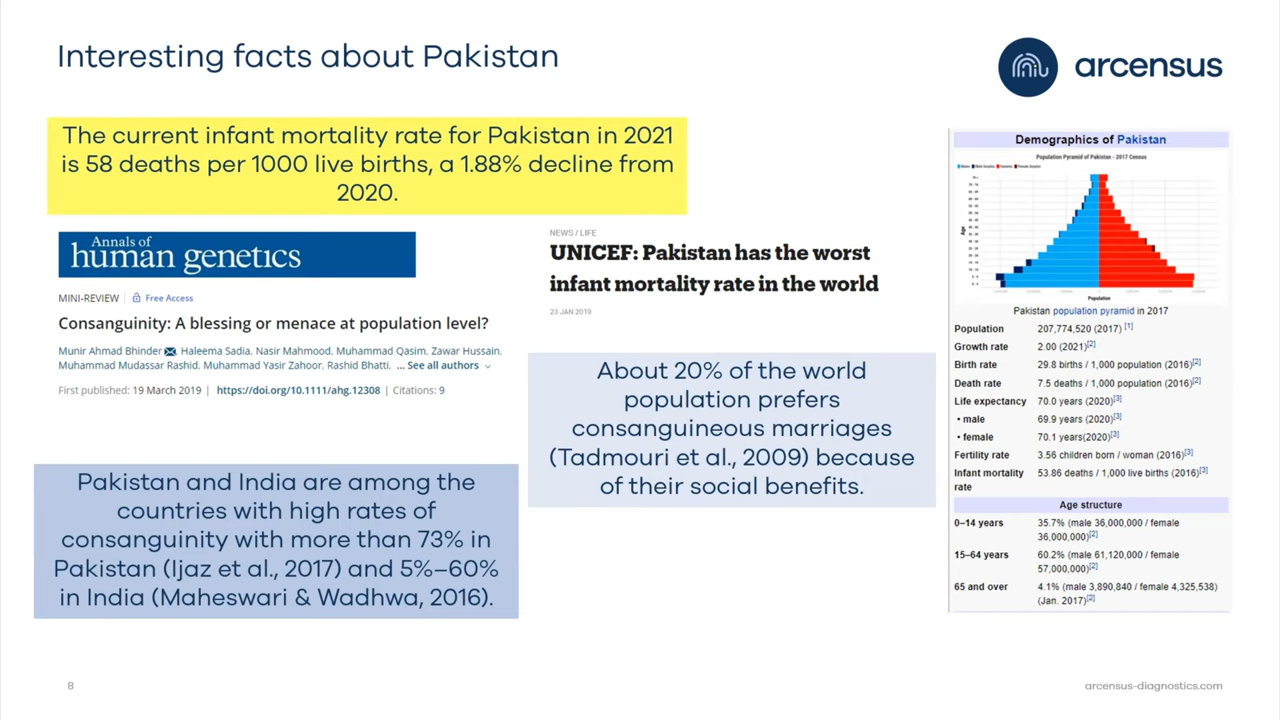 Interesting facts about Pakistan
arcensus
The current infant mortality rate for Pakistan in 2021
is 58 deaths per 1000 live births, a 1.88% decline from
2020.
Annals of
human genetics
MINI-REVIEW
Free Access
Consanguinity: A blessing or menace at population level?
Munir Ahmad Bhinder, Haleema Sadia, Nasir Mahmood, Muhammad Qasim, Zawar Hussain,
Muhammad Mudassar Rashid, Muhammad Yasir Zahoor, Rashid Bhatti, ... See all authors
First published: 19 March 2019 | https://doi.org/10.1111/ahg.12308 | Citations: 9
NEWS / LIFE
UNICEF: Pakistan has the worst
infant mortality rate in the world
23 JAN 2019
About 20% of the world
population prefers
consanguineous marriages
(Tadmouri et al., 2009) because
of their social benefits.
Pakistan and India are among the
countries with high rates of
consanguinity with more than 73% in
Pakistan (Ijaz et al., 2017) and 5%–60%
in India (Maheswari & Wadhwa, 2016).
Demographics of Pakistan
Population Pyramid of Pakistan - 2017 Census
Age
Population
Pakistan population pyramid in 2017
Population 207,774,520 (2017) [1]
Growth rate 2.00 (2021)[2]
Birth rate 29.8 births / 1,000 population (2016)[2]
Death rate 7.5 deaths / 1,000 population (2016)[2]
Life expectancy 70.0 years (2020)[3]
• male 69.9 years (2020)[3]
• female 70.1 years(2020)[3]
Fertility rate 3.56 children born / woman (2016)[3]
Infant mortality 53.86 deaths / 1,000 live births (2016)[3]
rate
Age structure
0–14 years 35.7% (male 36,000,000 / female
36,000,000)[2]
15–64 years 60.2% (male 61,120,000 / female
57,000,000)[2]
65 and over 4.1% (male 3,890,840 / female 4,325,538)
(Jan. 2017)[2]
8
arcensus-diagnostics.com